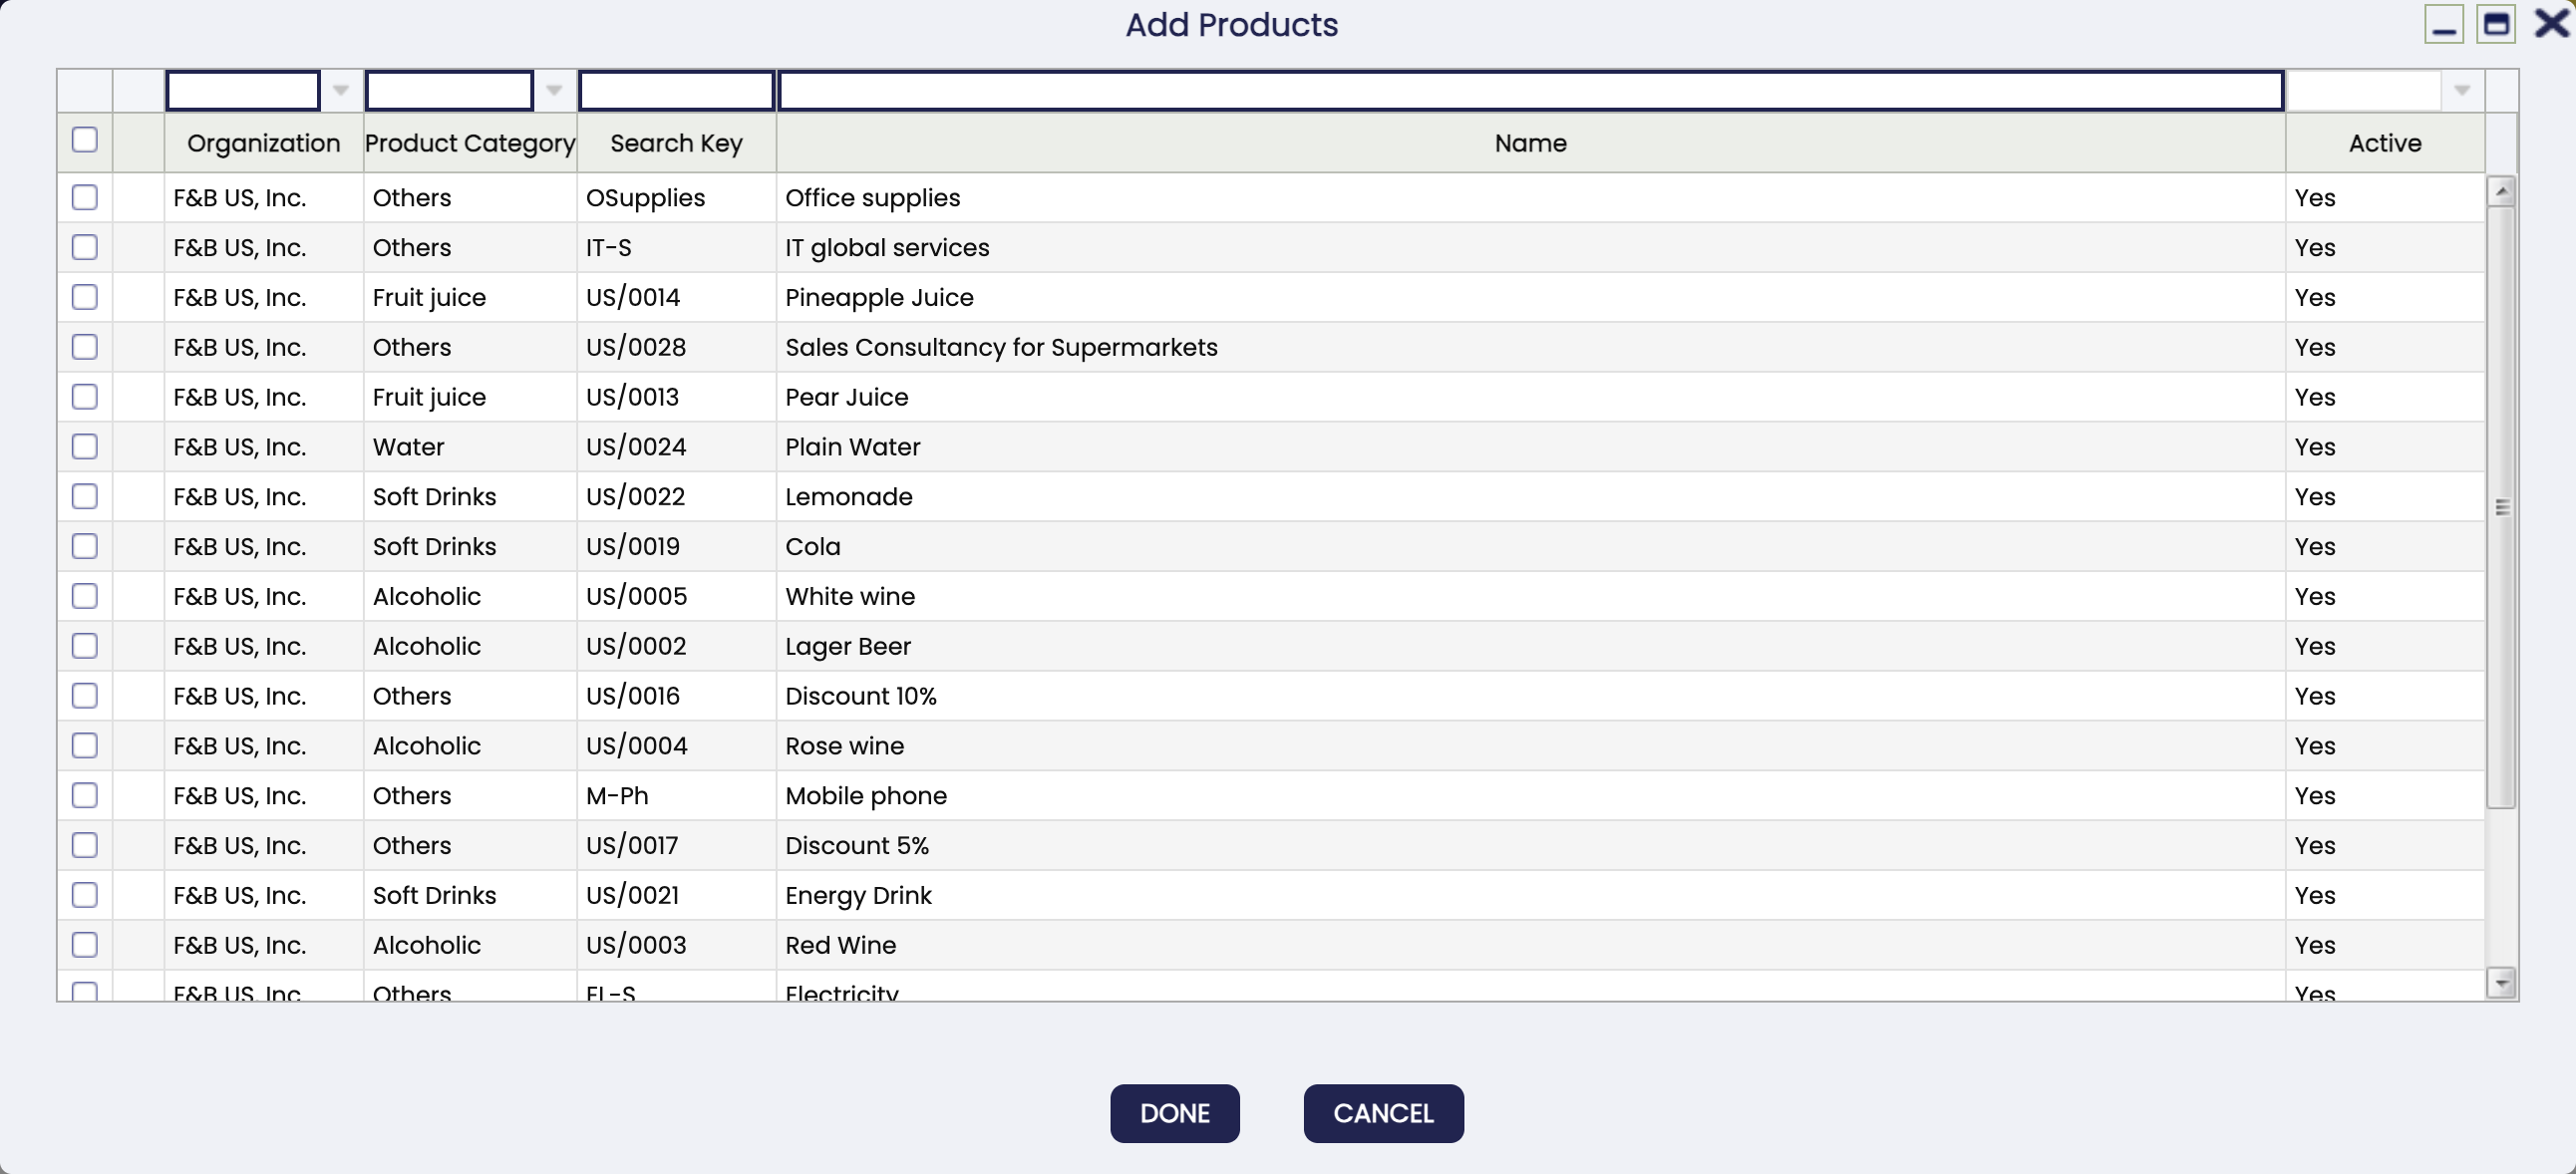 Add Products
Organization Product Category Search Key Name Active
F&B US, Inc. Others OSupplies Office supplies Yes
F&B US, Inc. Others IT-S IT global services Yes
F&B US, Inc. Fruit juice US/0014 Pineapple Juice Yes
F&B US, Inc. Others US/0028 Sales Consultancy for Supermarkets Yes
F&B US, Inc. Fruit juice US/0013 Pear Juice Yes
F&B US, Inc. Water US/0024 Plain Water Yes
F&B US, Inc. Soft Drinks US/0022 Lemonade Yes
F&B US, Inc. Soft Drinks US/0019 Cola Yes
F&B US, Inc. Alcoholic US/0005 White wine Yes
F&B US, Inc. Alcoholic US/0002 Lager Beer Yes
F&B US, Inc. Others US/0016 Discount 10% Yes
F&B US, Inc. Alcoholic US/0004 Rose wine Yes
F&B US, Inc. Others M-Ph Mobile phone Yes
F&B US, Inc. Others US/0017 Discount 5% Yes
F&B US, Inc. Soft Drinks US/0021 Energy Drink Yes
F&B US, Inc. Alcoholic US/0003 Red Wine Yes
F&B US, Inc. Others EL-S Electricity Yes
DONE CANCEL